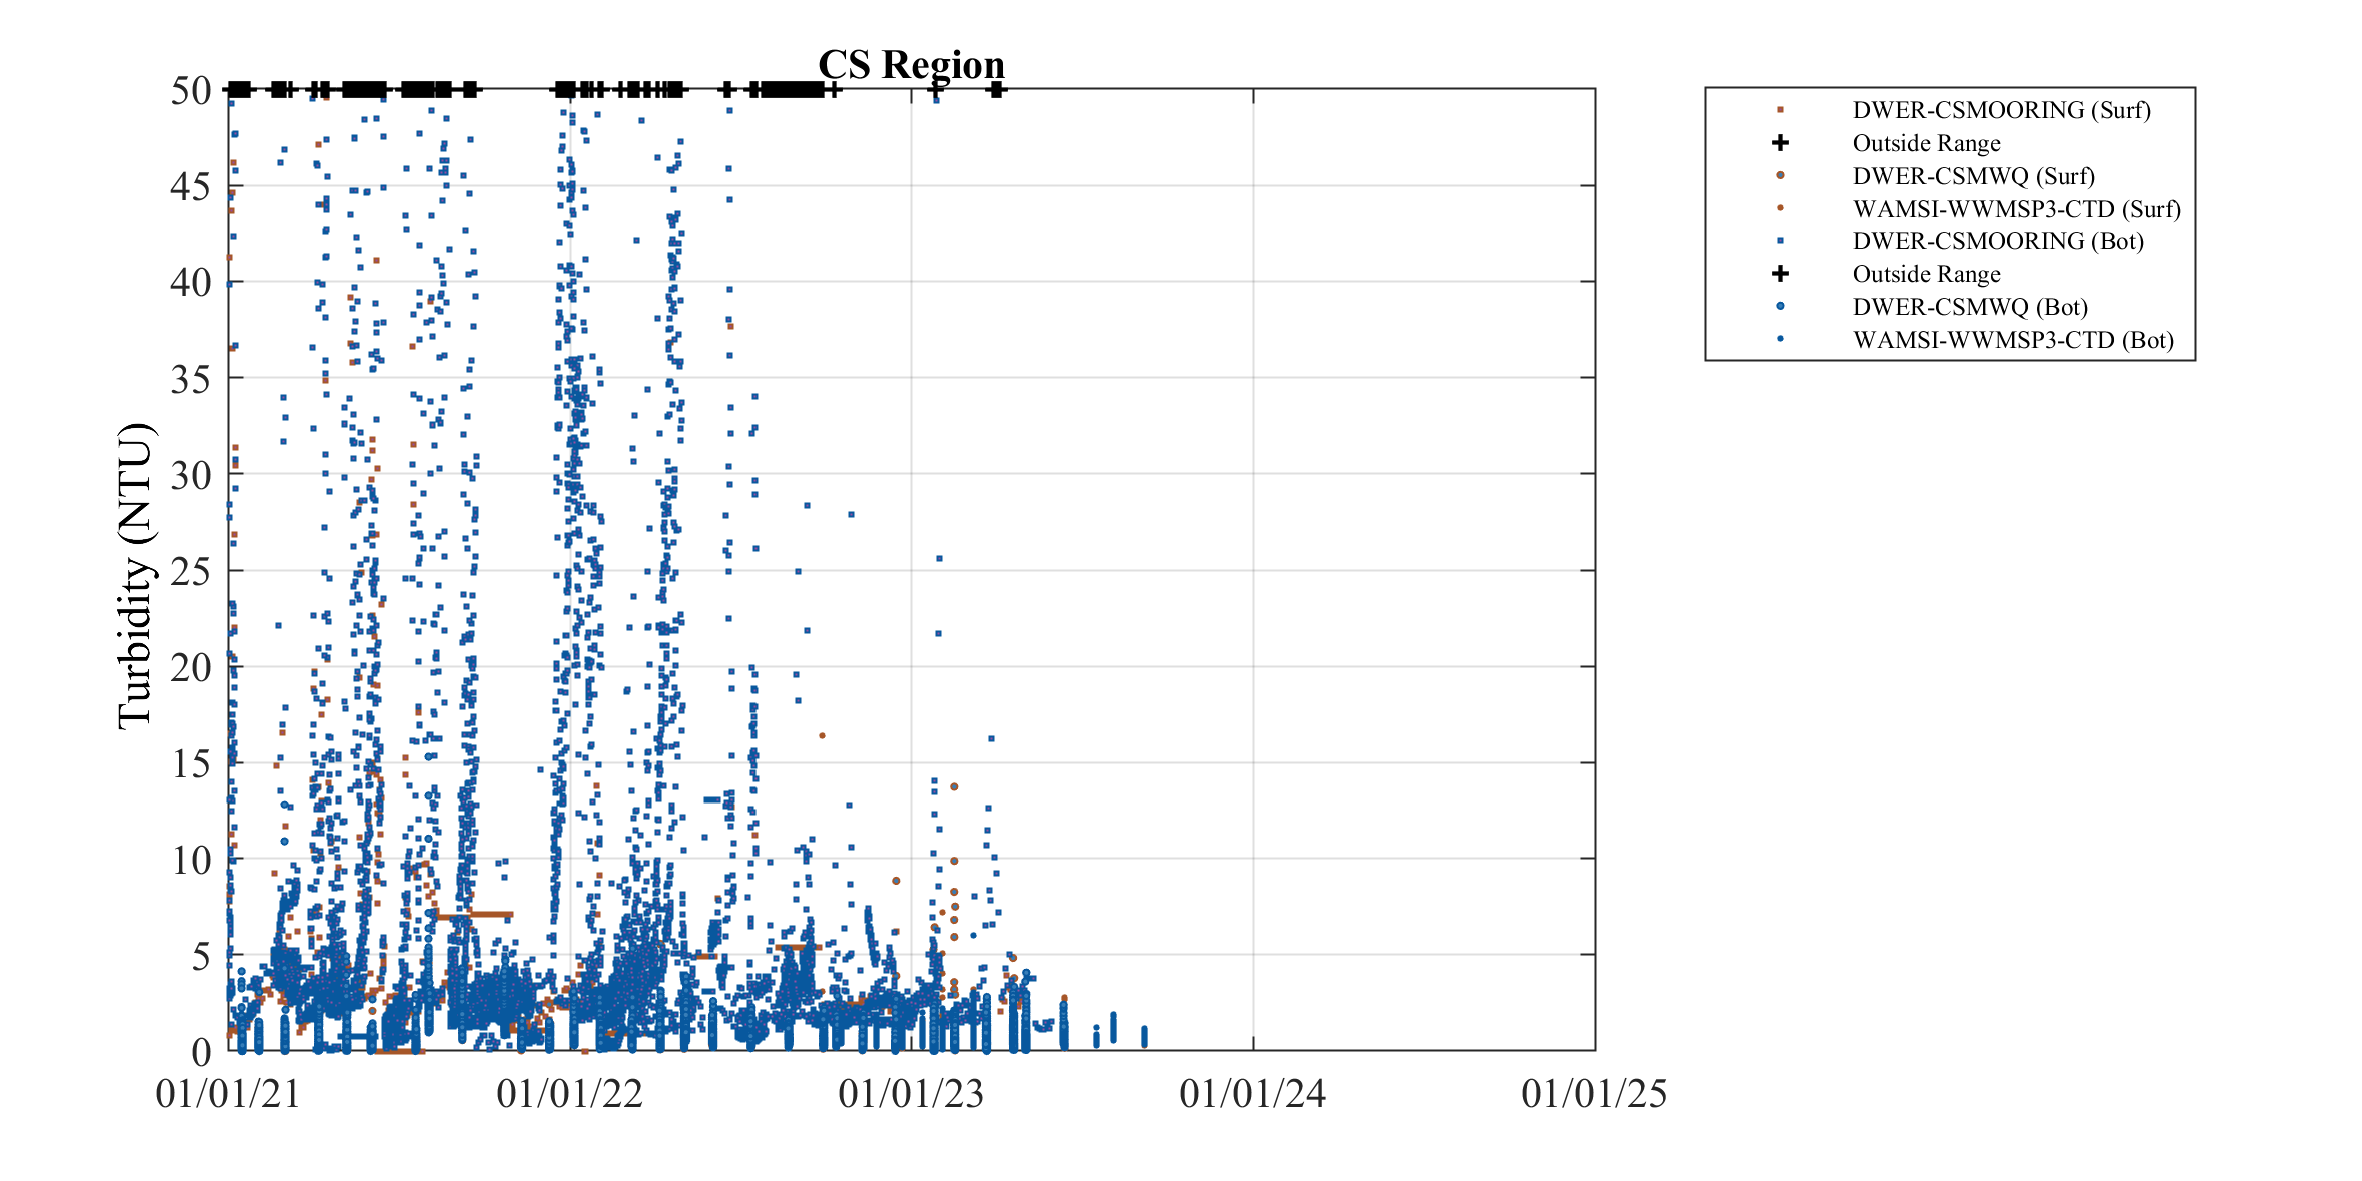 CS Region
50
45
40
35
30
25
20
15
10
5
0
Turbidity (NTU)
01/01/21
01/01/22
01/01/23
01/01/24
01/01/25
DWER-CSMOORING (Surf)
Outside Range
DWER-CSMWQ (Surf)
WAMSI-WWMSP3-CTD (Surf)
DWER-CSMOORING (Bot)
Outside Range
DWER-CSMWQ (Bot)
WAMSI-WWMSP3-CTD (Bot)